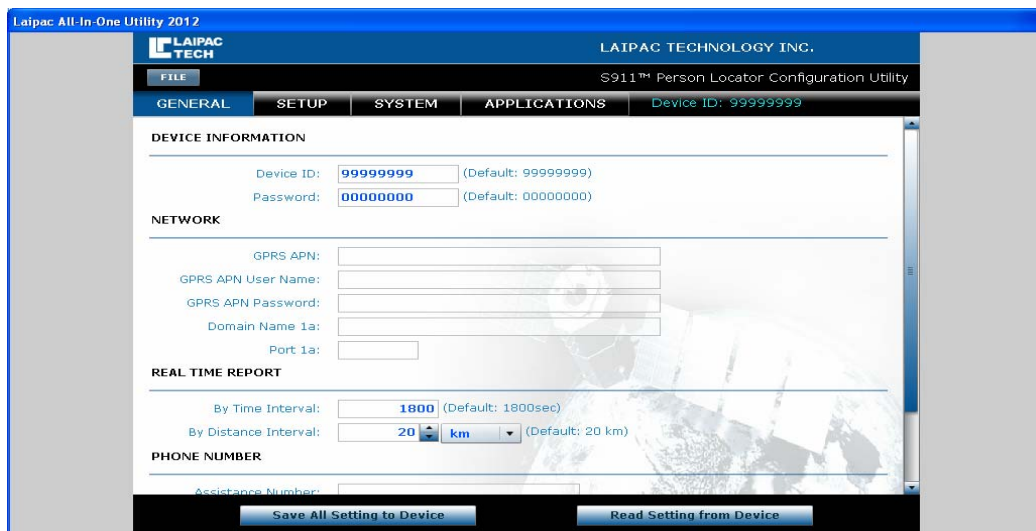 Laipac All-In-One Utility 2012
LAIPAC
TECH
LAIPAC TECHNOLOGY INC.
FILE
S911™ Person Locator Configuration Utility
GENERAL SETUP SYSTEM APPLICATIONS Device ID: 99999999
DEVICE INFORMATION
Device ID: 99999999 (Default: 99999999)
Password: 00000000 (Default: 00000000)
NETWORK
GPRS APN:
GPRS APN User Name:
GPRS APN Password:
Domain Name 1a:
Port 1a:
REAL TIME REPORT
By Time Interval: 1800 (Default: 1800sec)
By Distance Interval: 20 km (Default: 20 km)
PHONE NUMBER
Assistance Number:
Save All Setting to Device Read Setting from Device